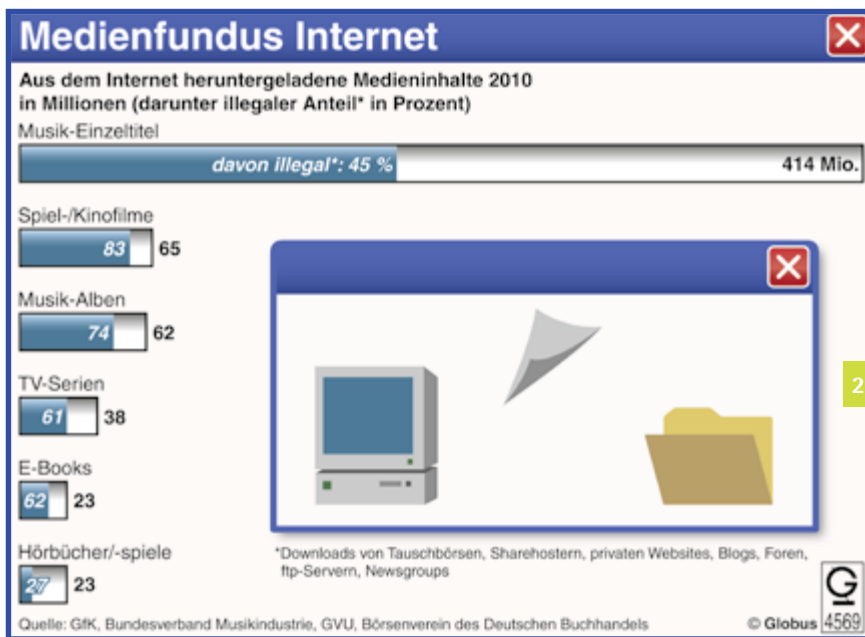 Medienfundus Internet
Aus dem Internet heruntergeladene Medieninhalte 2010
in Millionen (darunter illegaler Anteil* in Prozent)
Musik-Einzeltitel
davon illegal*: 45 %
414 Mio.
Spiel-/Kinofilme
83
65
Musik-Alben
74
62
TV-Serien
61
38
2
E-Books
62
23
Hörbücher/-spiele
27
23
*Downloads von Tauschbörsen, Sharehostern, privaten Websites, Blogs, Foren,
ftp-Servern, Newsgroups
Quelle: GfK, Bundesverband Musikindustrie, GVU, Börsenverein des Deutschen Buchhandels
© Globus
G
4569